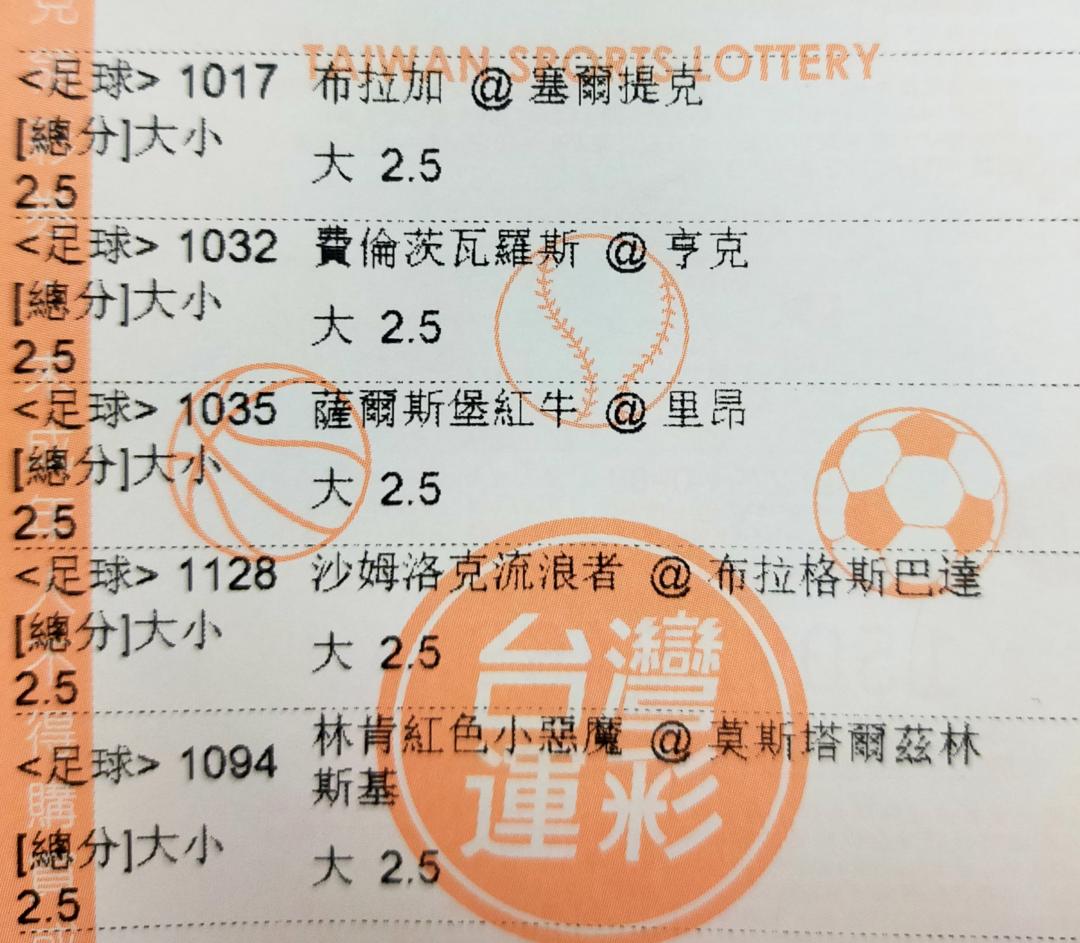 TAIWAN SPORTS LOTTERY
<足球> 1017 布拉加 @ 塞爾提克
[總分]大小
大 2.5
2.5
<足球> 1032 費倫茨瓦羅斯 @ 亨克
[總分]大小
大 2.5
2.5
<足球> 1035 薩爾斯堡紅牛 @ 里昂
[總分]大小
大 2.5
2.5
<足球> 1128 沙姆洛克流浪者 @ 布拉格斯巴達
[總分]大小
大 2.5
2.5
林肯紅色小惡魔 @ 莫斯塔爾茲林
<足球> 1094
斯基
[總分]大小
大 2.5
2.5
台灣
運彩